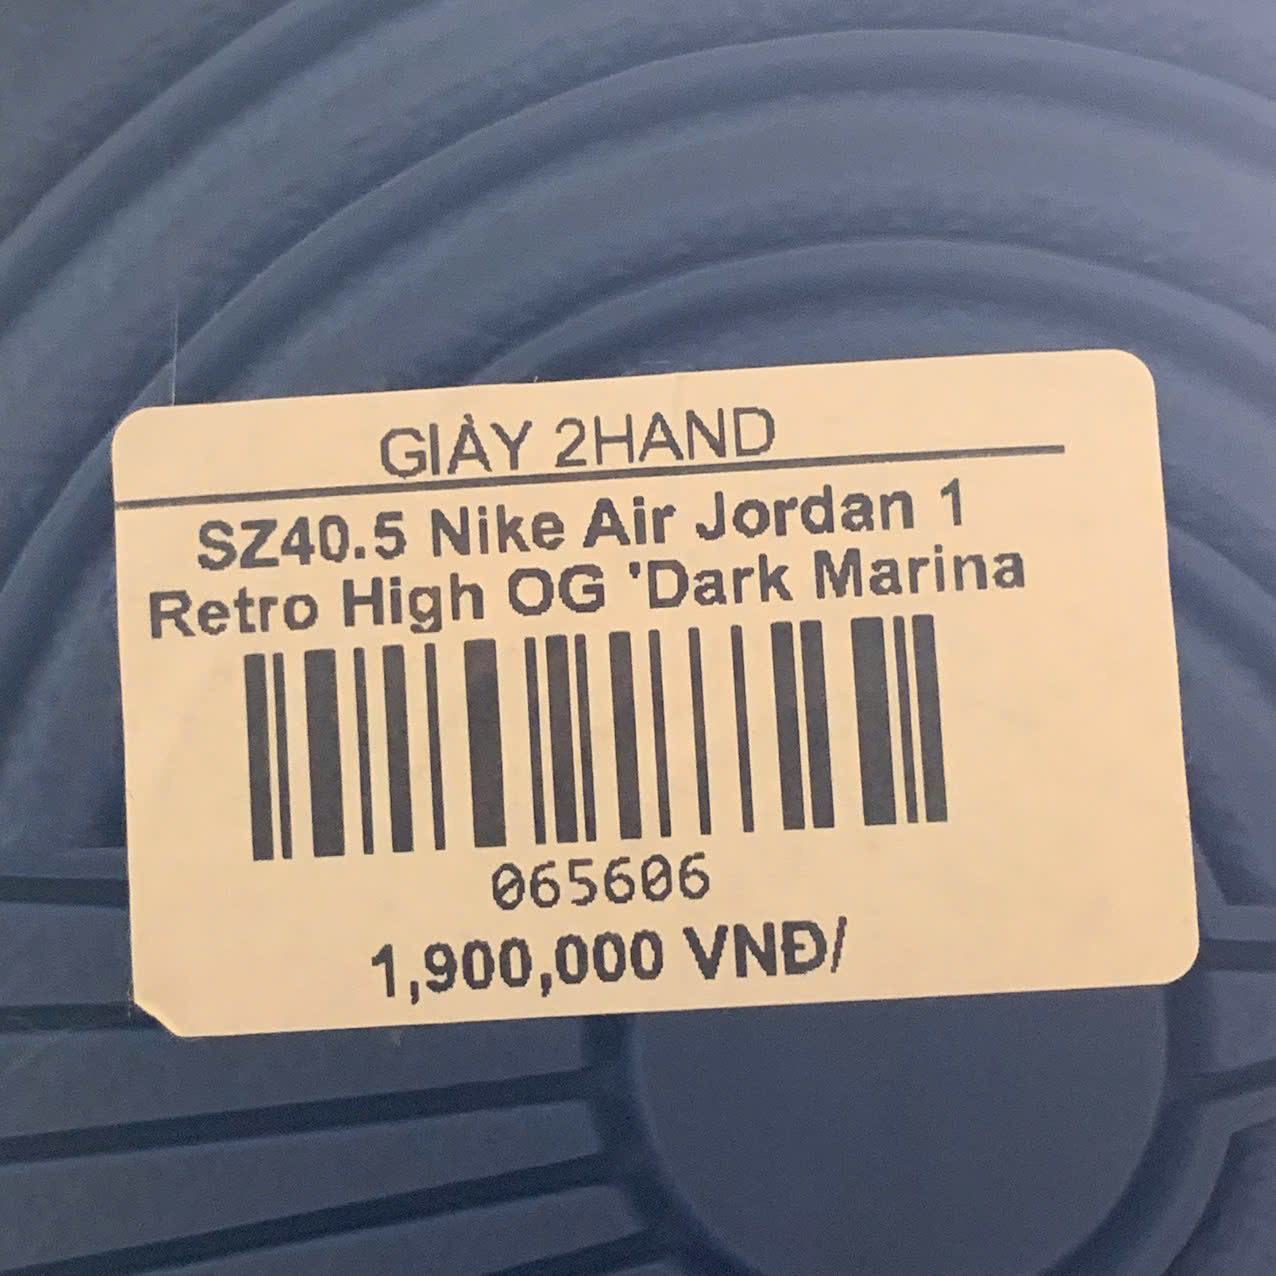 GIÀY 2HAND
SZ40.5 Nike Air Jordan 1
Retro High OG 'Dark Marina
065606
1,900,000 VNĐ/